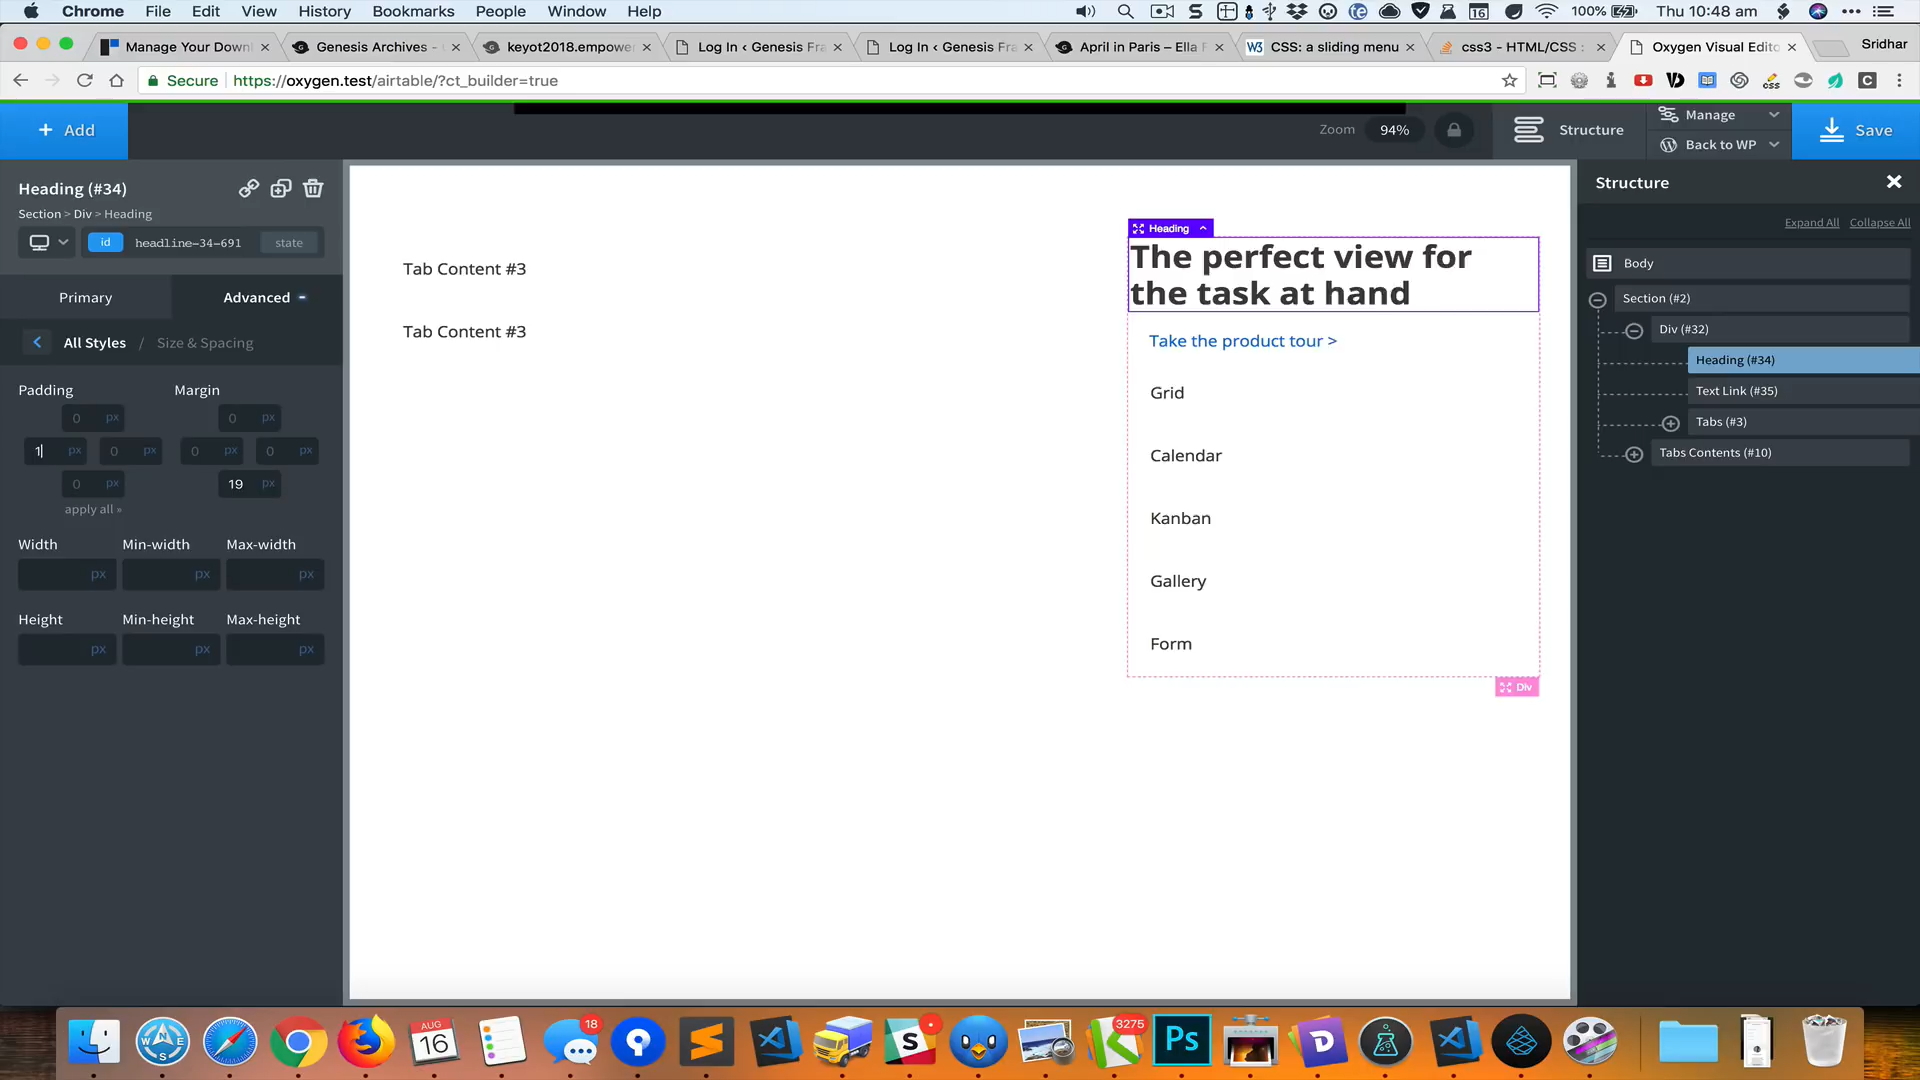 Chrome File Edit View History Bookmarks People Window Help 100% Thu 10:48 am
Manage Your Downl Genesis Archives - keyot2018.empowe Log In ‹ Genesis Fra Log In ‹ Genesis Fra April in Paris – Ella F W3 CSS: a sliding menu css3 - HTML/CSS : Oxygen Visual Edito Sridhar
Secure https://oxygen.test/airtable/?ct_builder=true
+ Add
Zoom 94%
Structure
Manage
Back to WP
Save
Heading (#34)
Section > Div > Heading
id headline-34-691 state
Primary Advanced
All Styles / Size & Spacing
Padding Margin
0 px 0 px
1 px 0 px 0 px 0 px
0 px 19 px
apply all »
Width Min-width Max-width
px px px
Height Min-height Max-height
px px px
Tab Content #3
Tab Content #3
Heading
The perfect view for
the task at hand
Take the product tour >
Grid
Calendar
Kanban
Gallery
Form
Div
Structure
Expand All Collapse All
Body
Section (#2)
Div (#32)
Heading (#34)
Text Link (#35)
Tabs (#3)
Tabs Contents (#10)
AUG
16
18
3275
Ps